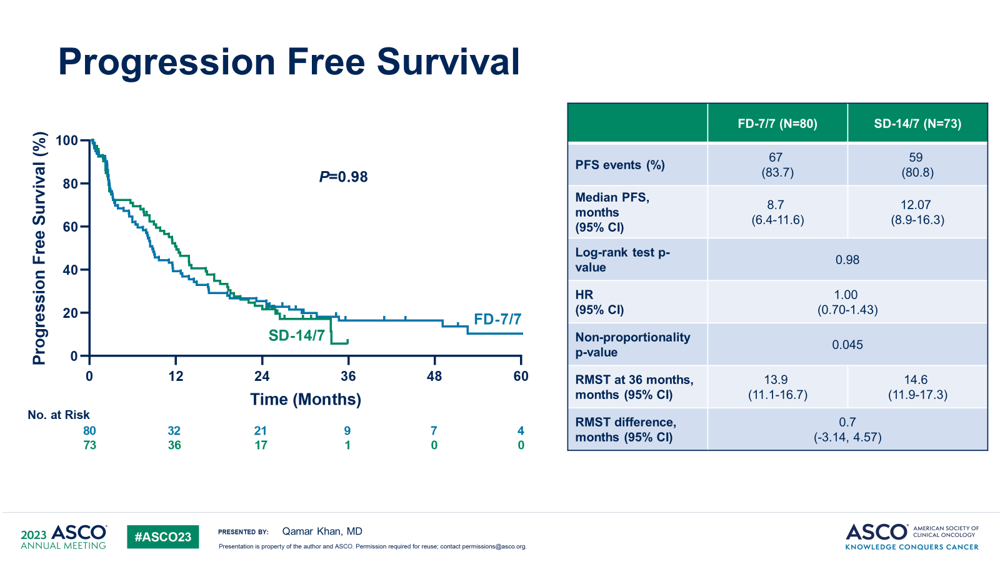 Progression Free Survival
Progression Free Survival (%)
100
80
60
40
20
0
P=0.98
FD-7/7
SD-14/7
0 12 24 36 48 60
Time (Months)
No. at Risk
80 32 21 9 7 4
73 36 17 1 0 0
FD-7/7 (N=80) SD-14/7 (N=73)
PFS events (%)
67
(83.7)
59
(80.8)
Median PFS,
months
(95% CI)
8.7
(6.4-11.6)
12.07
(8.9-16.3)
Log-rank test p-
value
0.98
HR
(95% CI)
1.00
(0.70-1.43)
Non-proportionality
p-value
0.045
RMST at 36 months,
months (95% CI)
13.9
(11.1-16.7)
14.6
(11.9-17.3)
RMST difference,
months (95% CI)
0.7
(-3.14, 4.57)
2023 ASCO®
ANNUAL MEETING
#ASCO23
PRESENTED BY: Qamar Khan, MD
Presentation is property of the author and ASCO. Permission required for reuse; contact permissions@asco.org.
ASCO®
AMERICAN SOCIETY OF
CLINICAL ONCOLOGY
KNOWLEDGE CONQUERS CANCER